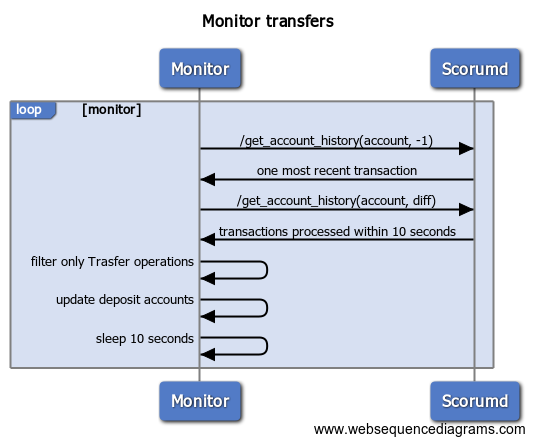 Monitor transfers
Monitor Scorumd
loop [monitor]
/get_account_history(account, -1)
one most recent transaction
/get_account_history(account, diff)
transactions processed within 10 seconds
filter only Trasfer operations
update deposit accounts
sleep 10 seconds
Monitor Scorumd
www.websequencediagrams.com